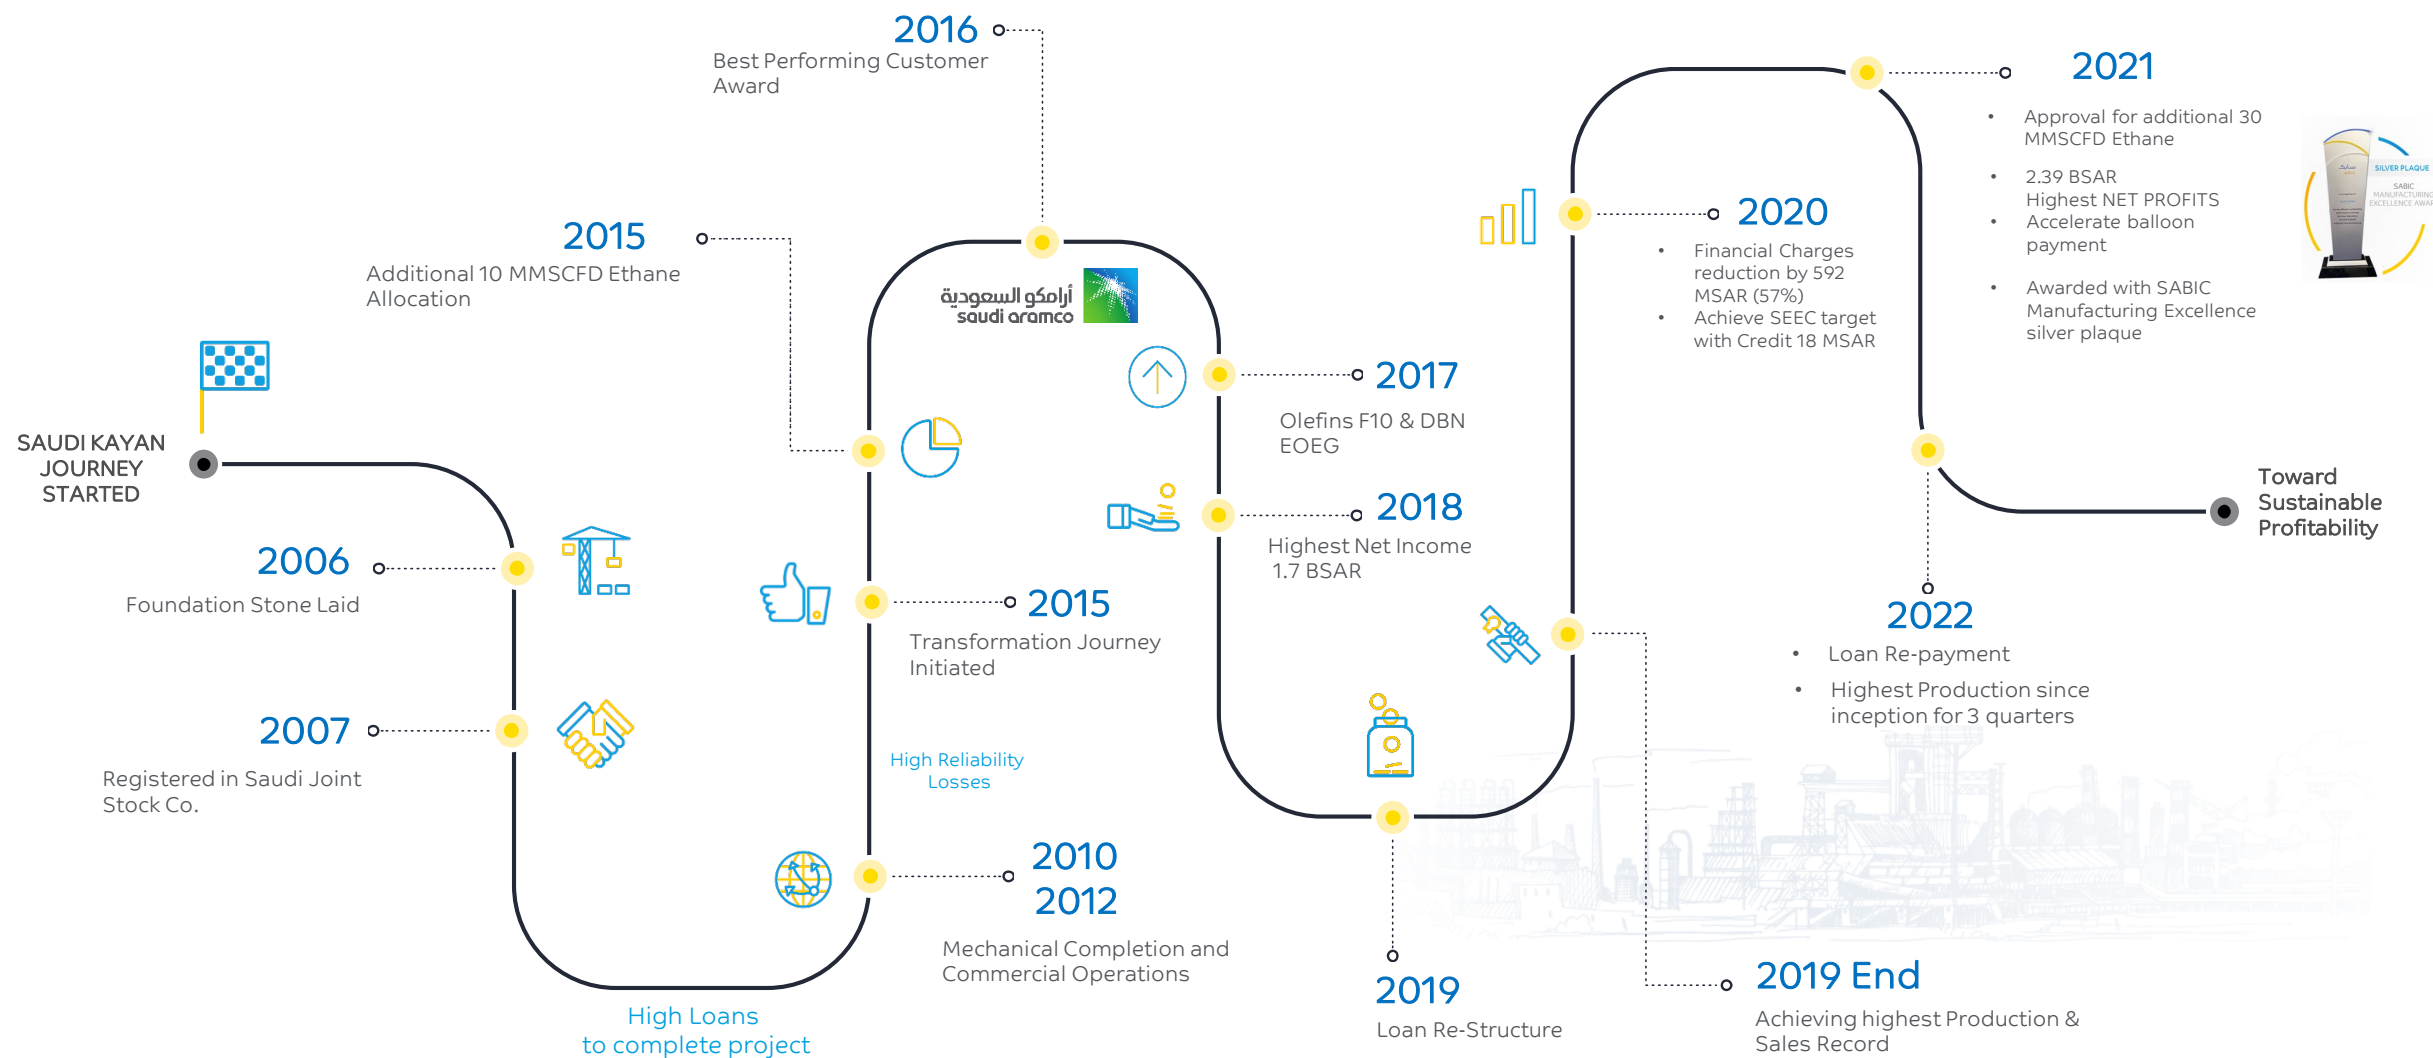 SAUDI KAYAN
JOURNEY
STARTED
2006
Foundation Stone Laid
2007
Registered in Saudi Joint
Stock Co.
High Loans
to complete project
2010
2012
Mechanical Completion and
Commercial Operations
High Reliability
Losses
2015
Transformation Journey
Initiated
2015
Additional 10 MMSCFD Ethane
Allocation
2016
Best Performing Customer
Award
أرامكو السعودية
saudi aramco
2017
Olefins F10 & DBN
EOEG
2018
Highest Net Income
1.7 BSAR
2019
Loan Re-Structure
2019 End
Achieving highest Production &
Sales Record
2020
• Financial Charges
reduction by 592
MSAR (57%)
• Achieve SEEC target
with Credit 18 MSAR
2021
• Approval for additional 30
MMSCFD Ethane
• 2.39 BSAR
Highest NET PROFITS
• Accelerate balloon
payment
• Awarded with SABIC
Manufacturing Excellence
silver plaque
SILVER PLAQUE
SABIC
MANUFACTURING
EXCELLENCE AWAR
2022
• Loan Re-payment
• Highest Production since
inception for 3 quarters
Toward
Sustainable
Profitability